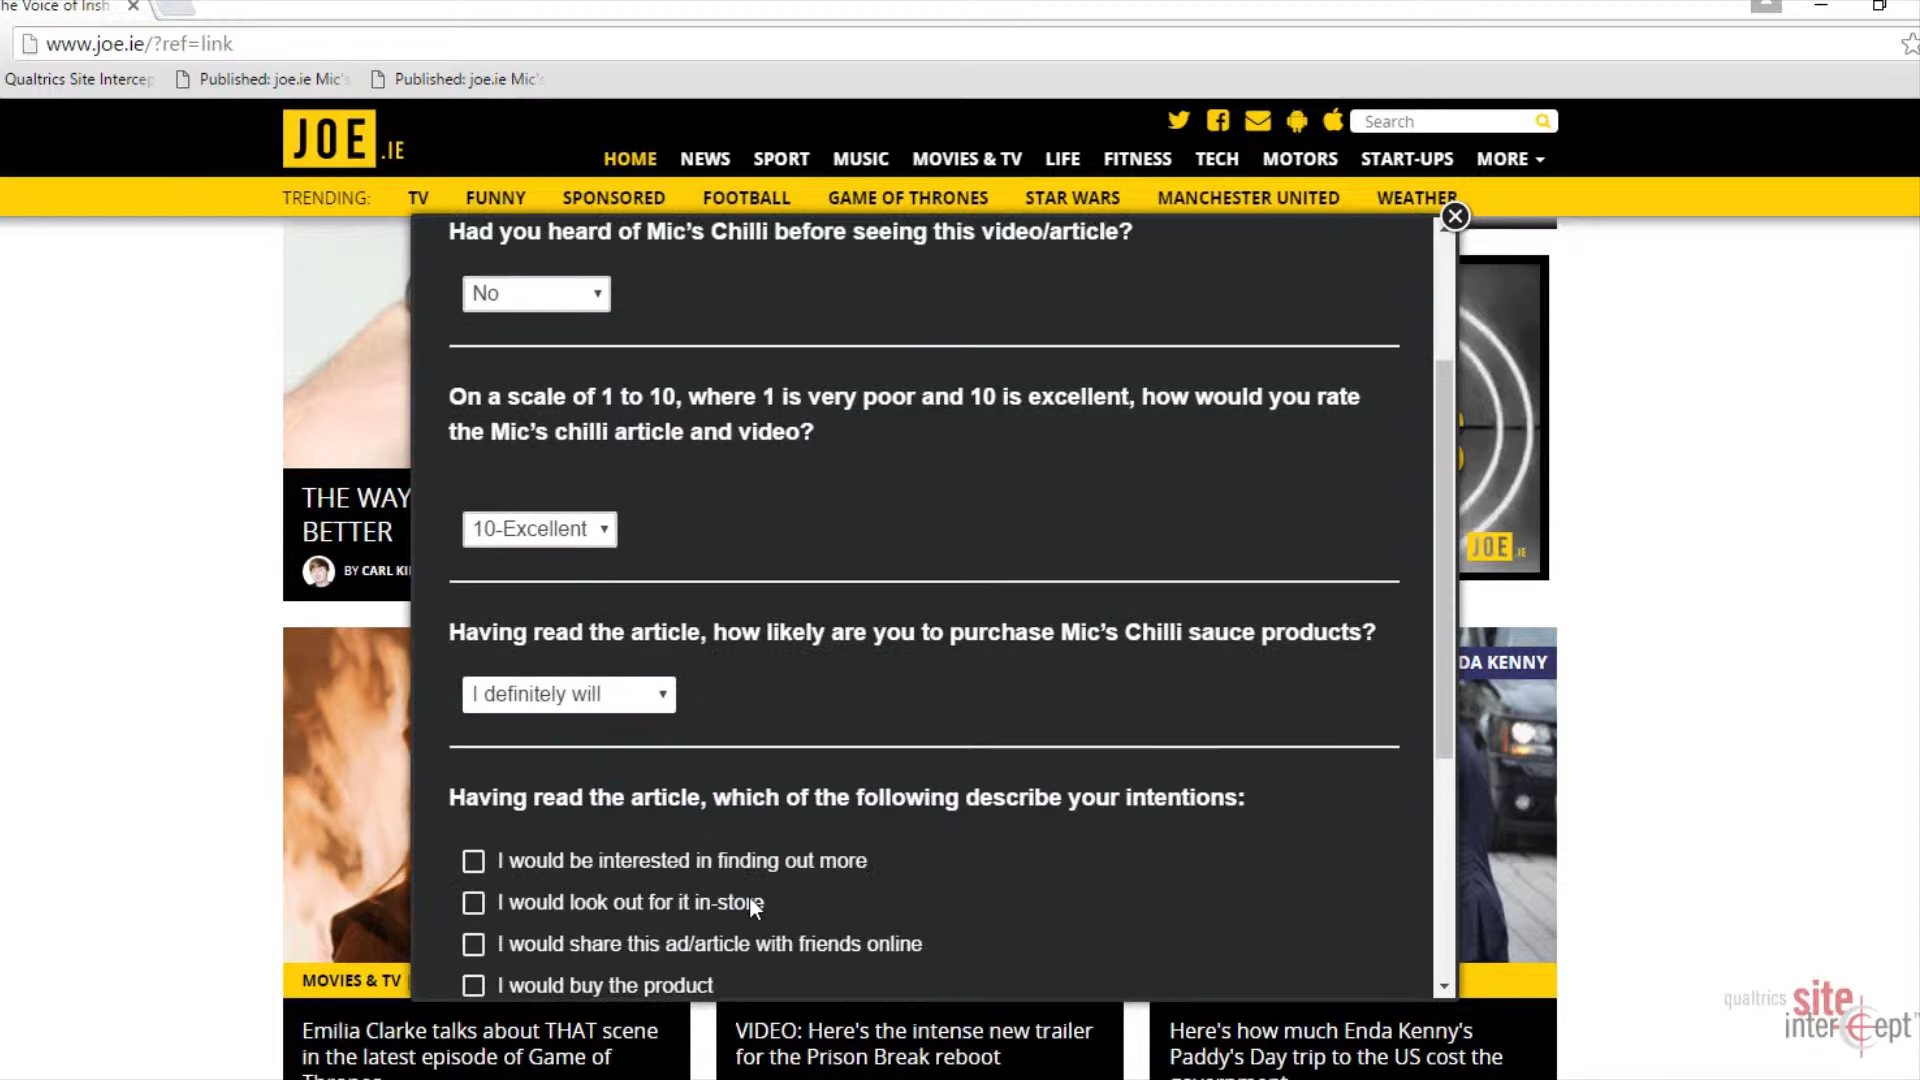 he Voice of Irish
www.joe.ie/?ref=link
Qualtrics Site Intercep
Published: joe.ie Mic's
Published: joe.ie Mic'
JOE.IE
Search
HOME NEWS SPORT MUSIC MOVIES & TV LIFE FITNESS TECH MOTORS START-UPS MORE
TRENDING: TV FUNNY SPONSORED FOOTBALL GAME OF THRONES STAR WARS MANCHESTER UNITED WEATHER
Had you heard of Mic's Chilli before seeing this video/article?
No
On a scale of 1 to 10, where 1 is very poor and 10 is excellent, how would you rate
the Mic's chilli article and video?
10-Excellent
Having read the article, how likely are you to purchase Mic's Chilli sauce products?
I definitely will
Having read the article, which of the following describe your intentions:
I would be interested in finding out more
I would look out for it in-store
I would share this ad/article with friends online
I would buy the product
THE WAY
BETTER
BY CARL KI
JOE.IE
DA KENNY
MOVIES & TV
Emilia Clarke talks about THAT scene
in the latest episode of Game of
VIDEO: Here's the intense new trailer
for the Prison Break reboot
Here's how much Enda Kenny's
Paddy's Day trip to the US cost the
qualtrics site
intercept™